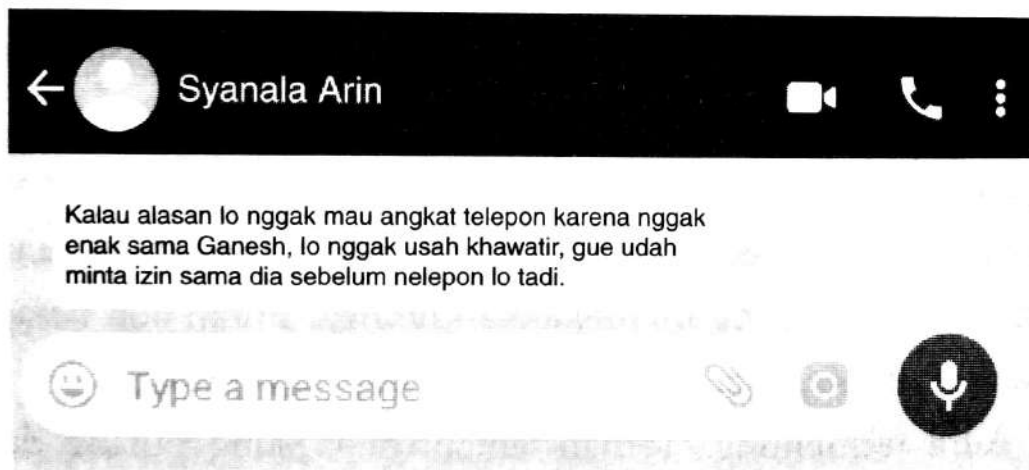 Syanala Arin
Kalau alasan lo nggak mau angkat telepon karena nggak
enak sama Ganesh, lo nggak usah khawatir, gue udah
minta izin sama dia sebelum nelepon lo tadi.
Type a message